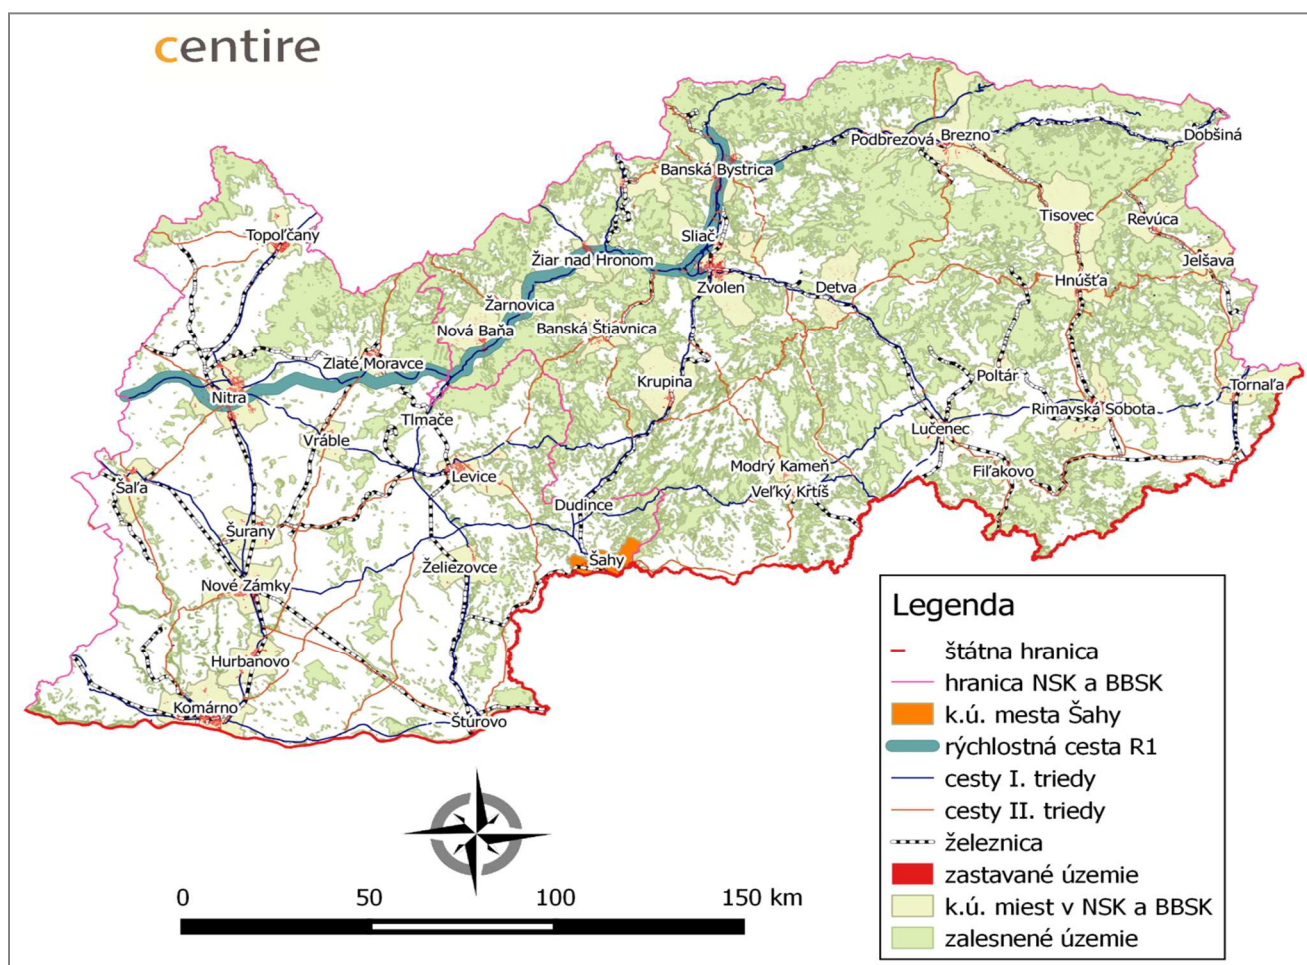 centire
Podbrezová
Brezno
Dobšiná
Banská Bystrica
Tisovec
Revúca
Topoľčany
Sliač
Žiar nad Hronom
Jelšava
Zvolen
Detva
Hnúšťa
Žarnovica
Nová Baňa
Banská Štiavnica
Zlaté Moravce
Krupina
Poltár
Tornaľa
Nitra
Tlmače
Rimavská Sobota
Vráble
Lučenec
Modrý Kameň
Levice
Fiľakovo
Šaľa
Veľký Kŕtíš
Dudince
Šurany
Šahy
Želiezovce
Nové Zámky
Hurbanovo
Komárno
Štúrovo
Legenda
štátna hranica
hranica NSK a BBSK
k.ú. mesta Šahy
rýchlostná cesta R1
cesty I. triedy
cesty II. triedy
železnica
zastavané územie
k.ú. miest v NSK a BBSK
zalesnené územie
0 50 100 150 km